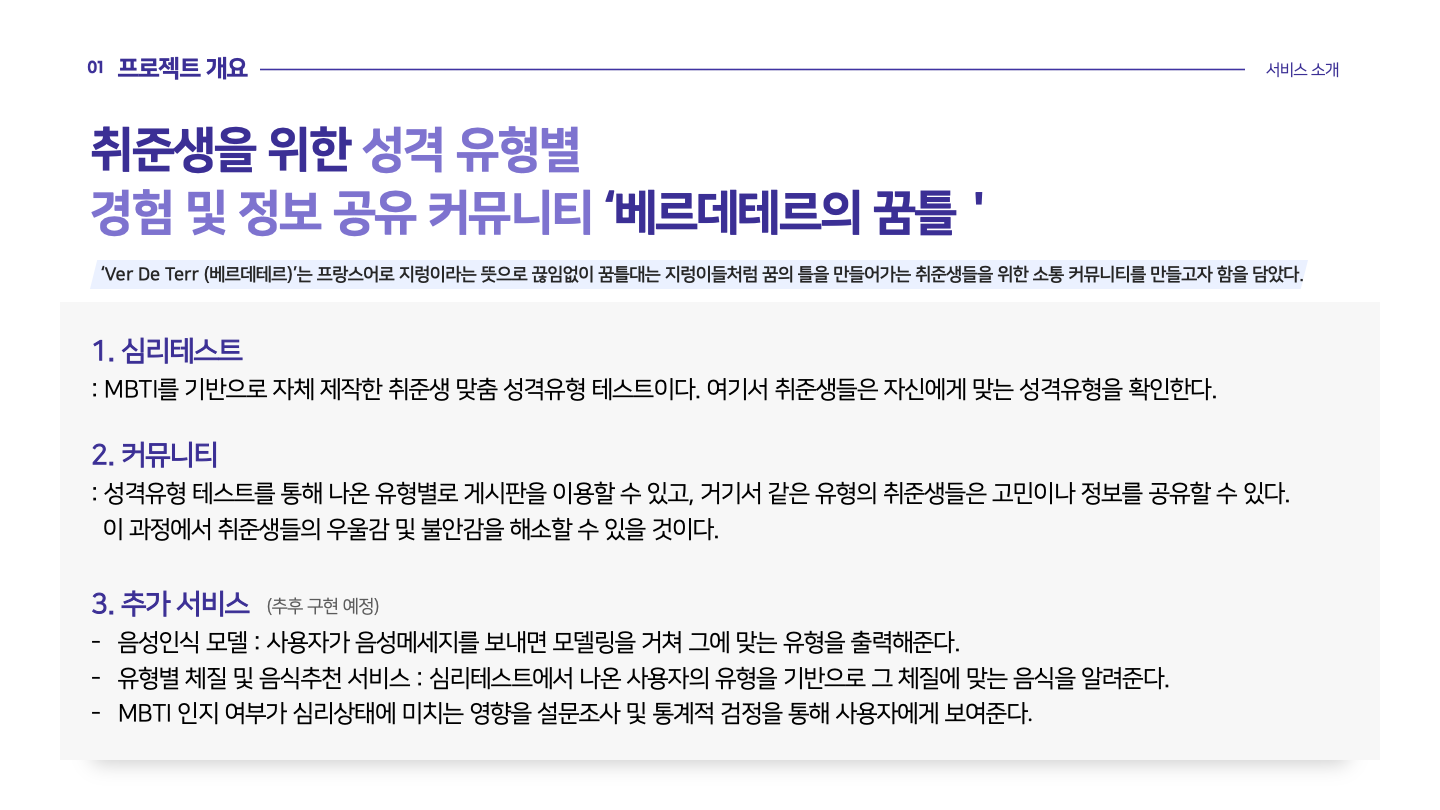 01 프로젝트 개요
서비스 소개
취준생을 위한 성격 유형별
경험 및 정보 공유 커뮤니티 ‘베르데테르의 꿈틀 '
‘Ver De Terr (베르데테르)’는 프랑스어로 지렁이라는 뜻으로 끊임없이 꿈틀대는 지렁이들처럼 꿈의 틀을 만들어가는 취준생들을 위한 소통 커뮤니티를 만들고자 함을 담았다.
1. 심리테스트
: MBTI를 기반으로 자체 제작한 취준생 맞춤 성격유형 테스트이다. 여기서 취준생들은 자신에게 맞는 성격유형을 확인한다.
2. 커뮤니티
: 성격유형 테스트를 통해 나온 유형별로 게시판을 이용할 수 있고, 거기서 같은 유형의 취준생들은 고민이나 정보를 공유할 수 있다.
이 과정에서 취준생들의 우울감 및 불안감을 해소할 수 있을 것이다.
3. 추가 서비스 (추후 구현 예정)
- 음성인식 모델 : 사용자가 음성메세지를 보내면 모델링을 거쳐 그에 맞는 유형을 출력해준다.
- 유형별 체질 및 음식추천 서비스 : 심리테스트에서 나온 사용자의 유형을 기반으로 그 체질에 맞는 음식을 알려준다.
- MBTI 인지 여부가 심리상태에 미치는 영향을 설문조사 및 통계적 검정을 통해 사용자에게 보여준다.